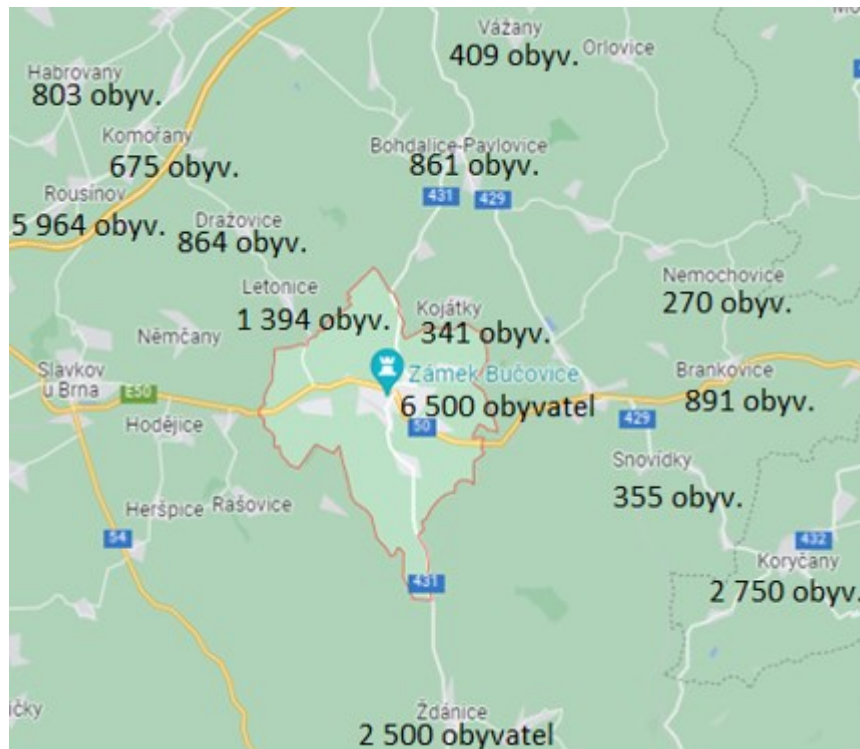 Vážany
409 obyv.
Orlovice
Habrovany
803 obyv.
Komořany
675 obyv.
Bohdalice-Pavlovice
861 obyv.
431
429
Rousínov
5 964 obyv.
Dražovice
864 obyv.
Letonice
1 394 obyv.
Kojátky
341 obyv.
Nemochovice
270 obyv.
Němčany
Slavkov
u Brna
E50
Zámek Bučovice
6 500 obyvatel
50
Brankovice
891 obyv.
429
Hodějice
Snovídky
355 obyv.
Heršpice
Rašovice
54
432
Koryčany
2 750 obyv.
431
Ždánice
2 500 obyvatel
ičky